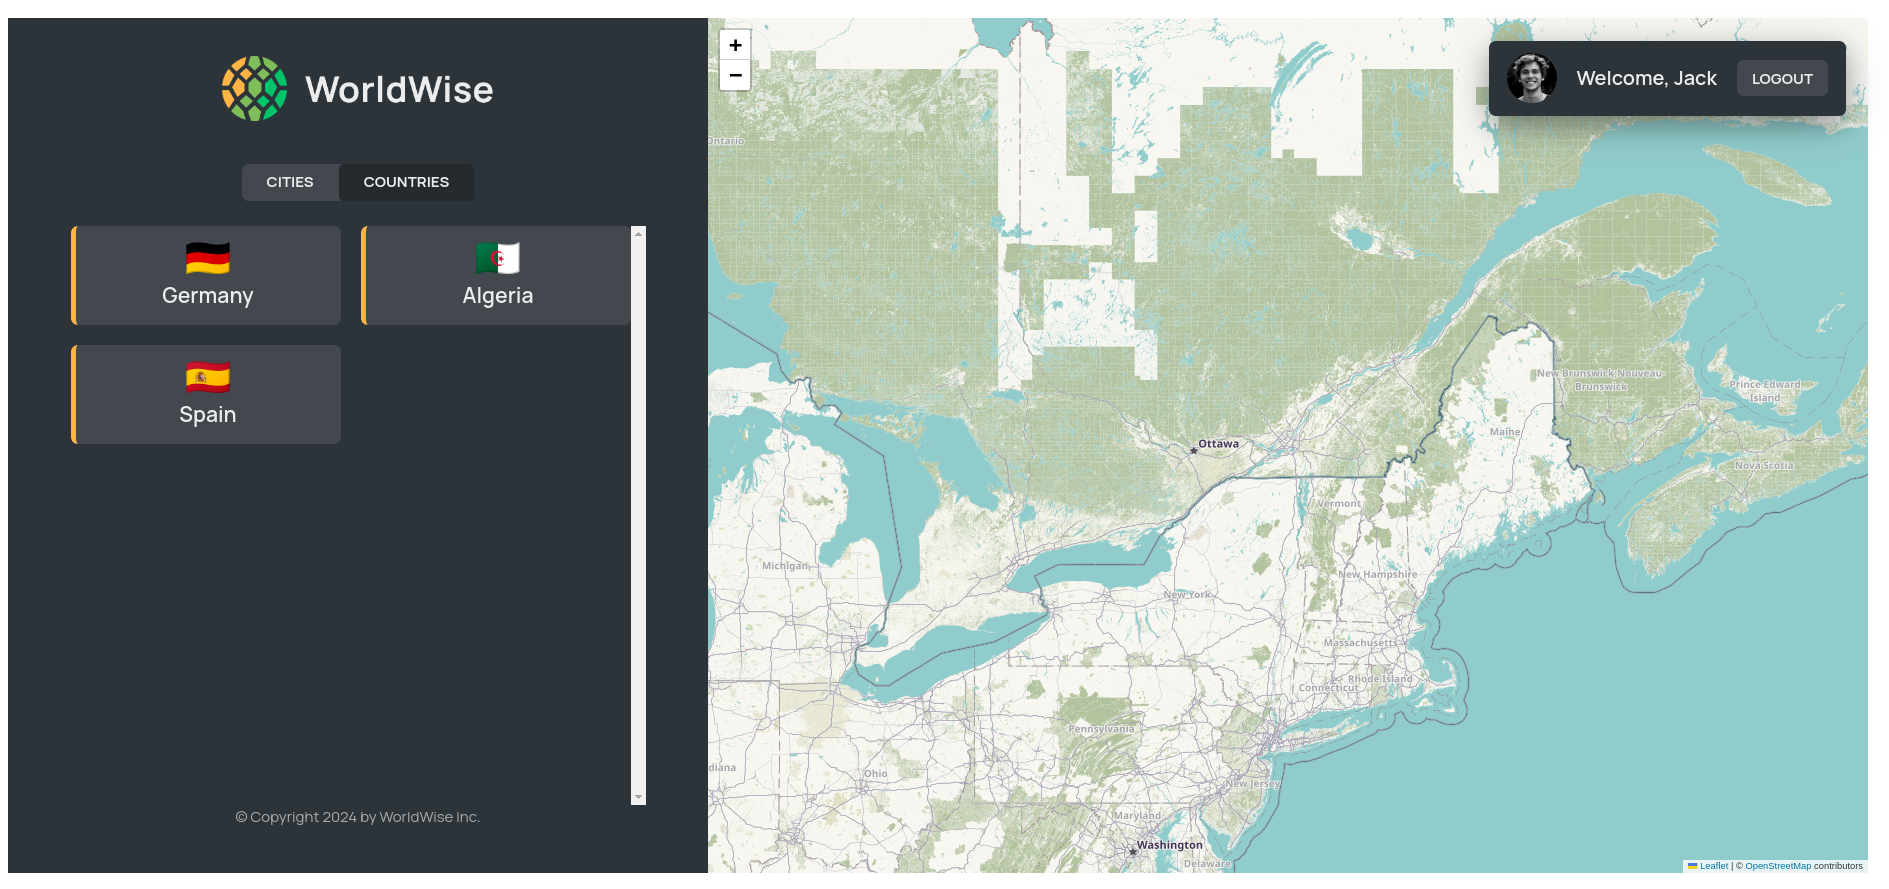 WorldWise
CITIES
COUNTRIES
Germany
Algeria
Spain
© Copyright 2024 by WorldWise Inc.
+
−
Welcome, Jack
LOGOUT
Ontario
New Brunswick/Nouveau
Brunswick
Prince Edward
Island
Maine
Ottawa
Nova Scotia
Vermont
Michigan
New Hampshire
New York
Massachusetts
Rhode Island
Connecticut
Pennsylvania
diana
Ohio
New Jersey
Maryland
Washington
Delaware
Leaflet | © OpenStreetMap contributors